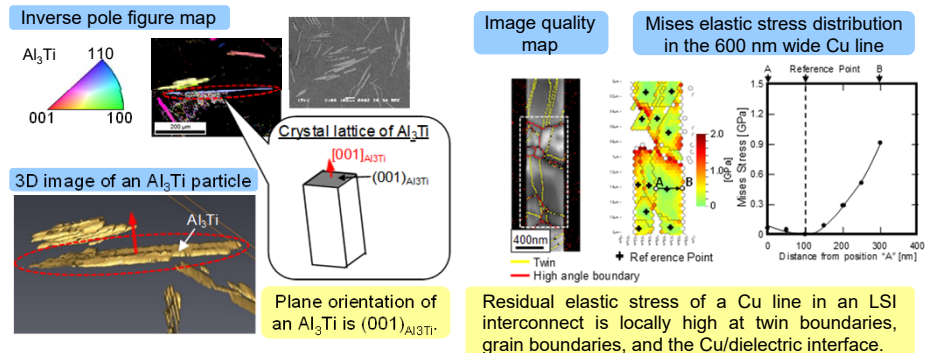 Inverse pole figure map
Al3Ti
110
001
100
200 μm
Crystal lattice of Al3Ti
[001]Al3Ti
(001)Al3Ti
3D image of an Al3Ti particle
Al3Ti
Plane orientation of
an Al3Ti is (001)Al3Ti.
Image quality
map
400nm
Twin
High angle boundary
Mises elastic stress distribution
in the 600 nm wide Cu line
A
B
2.0
1.0
0
[GPa]
Reference Point
A
Reference Point
B
Mises Stress [GPa]
1.5
1.2
0.9
0.6
0.3
0
0
100
200
300
400
Distance from position "A" [nm]
Residual elastic stress of a Cu line in an LSI
interconnect is locally high at twin boundaries,
grain boundaries, and the Cu/dielectric interface.